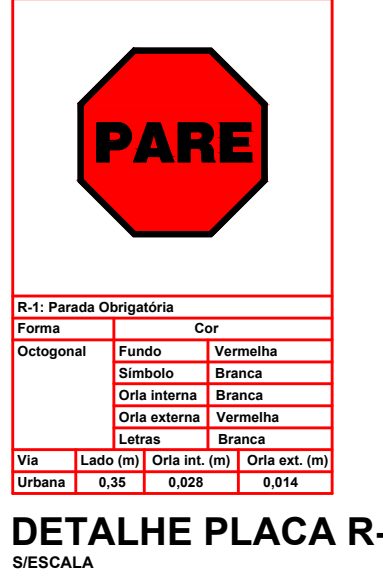 PARE
R-1: Parada Obrigatória
Forma Cor
Octogonal Fundo Vermelha
Símbolo Branca
Orla interna Branca
Orla externa Vermelha
Letras Branca
Via Lado (m) Orla int. (m) Orla ext. (m)
Urbana 0,35 0,028 0,014
DETALHE PLACA R-
S/ESCALA